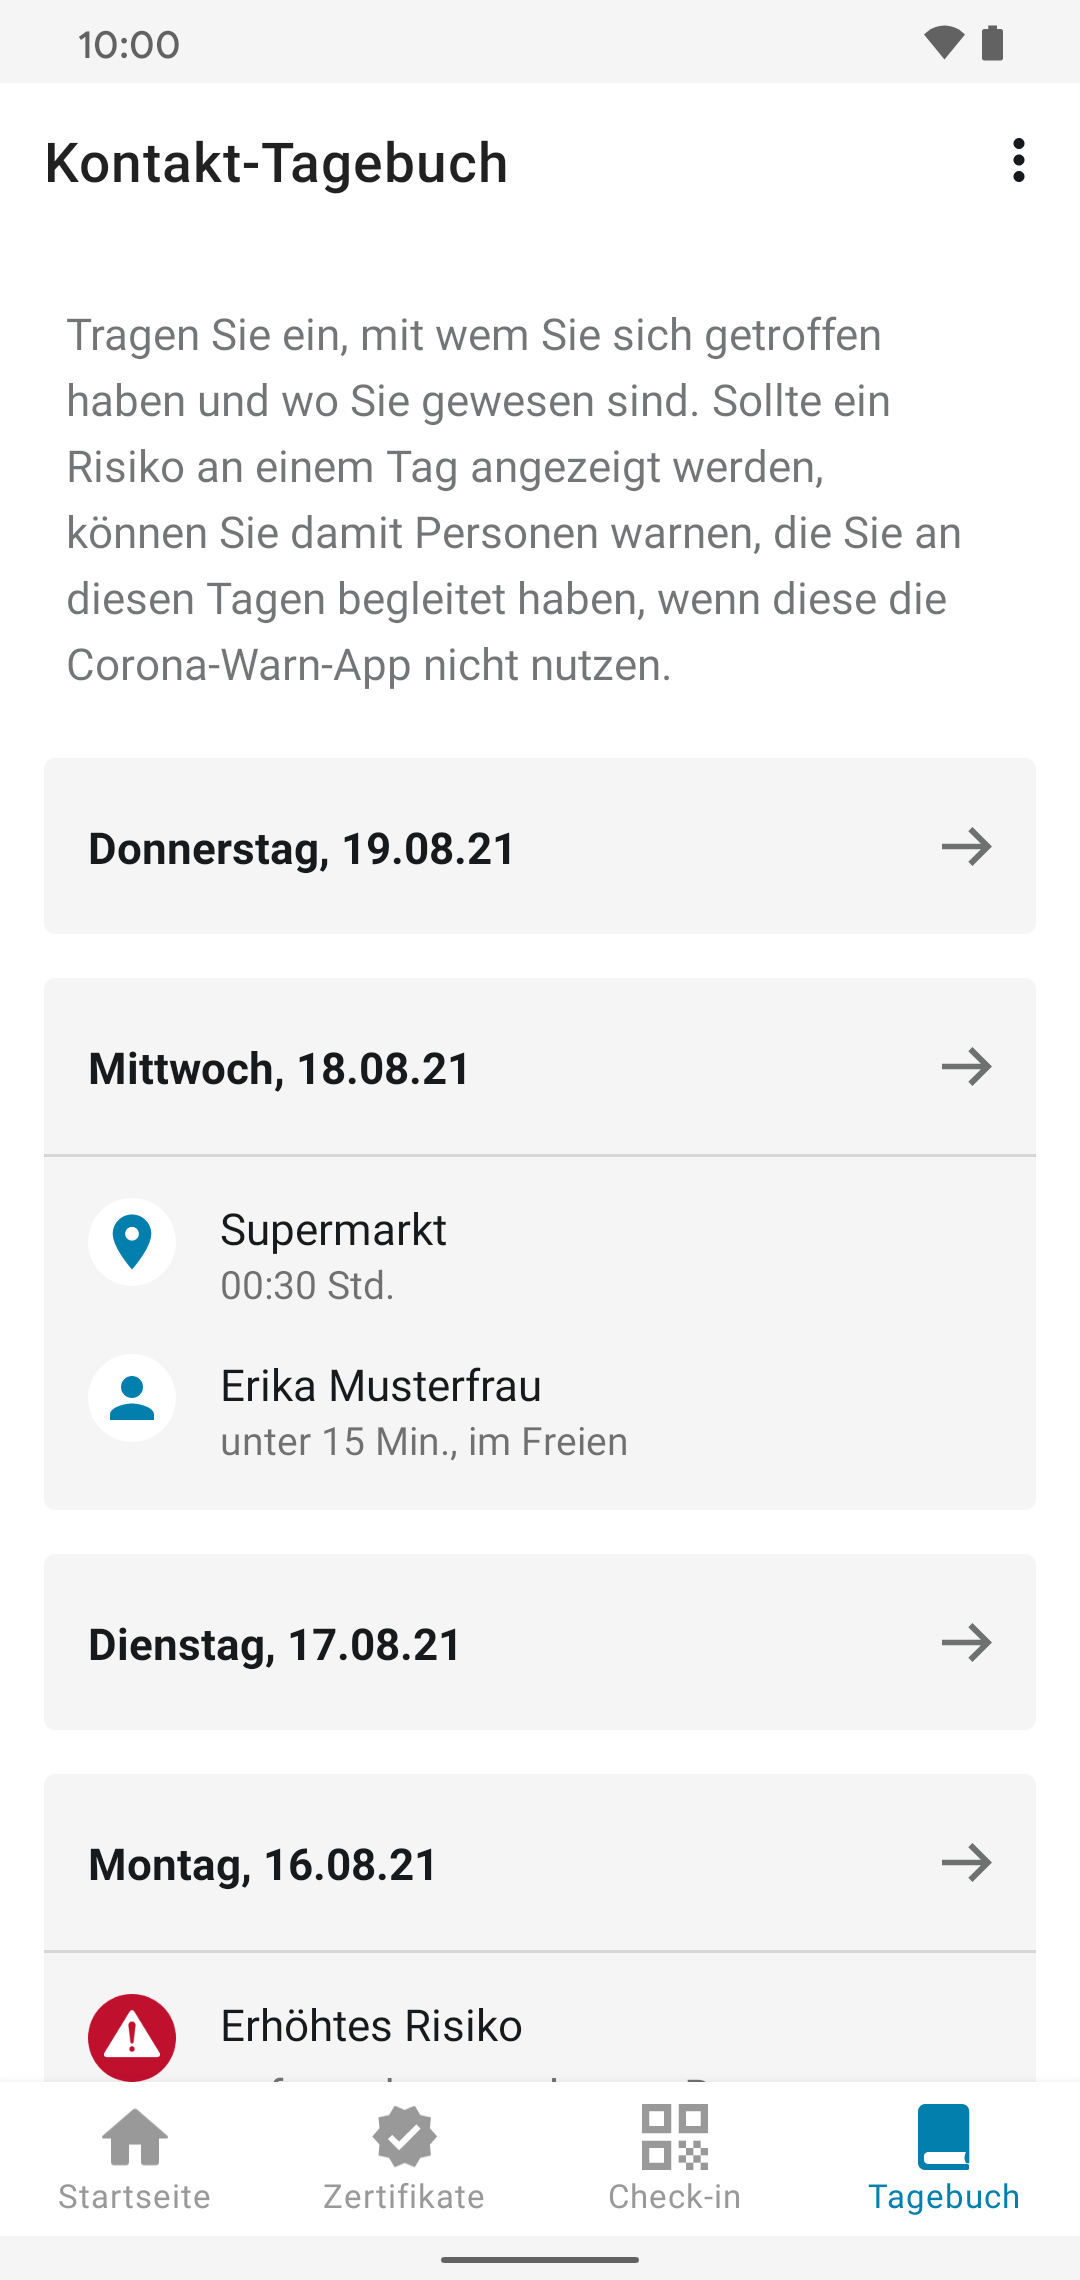 10:00
Kontakt-Tagebuch
Tragen Sie ein, mit wem Sie sich getroffen
haben und wo Sie gewesen sind. Sollte ein
Risiko an einem Tag angezeigt werden,
können Sie damit Personen warnen, die Sie an
diesen Tagen begleitet haben, wenn diese die
Corona-Warn-App nicht nutzen.
Donnerstag, 19.08.21
Mittwoch, 18.08.21
Supermarkt
00:30 Std.
Erika Musterfrau
unter 15 Min., im Freien
Dienstag, 17.08.21
Montag, 16.08.21
Erhöhtes Risiko
Startseite
Zertifikate
Check-in
Tagebuch